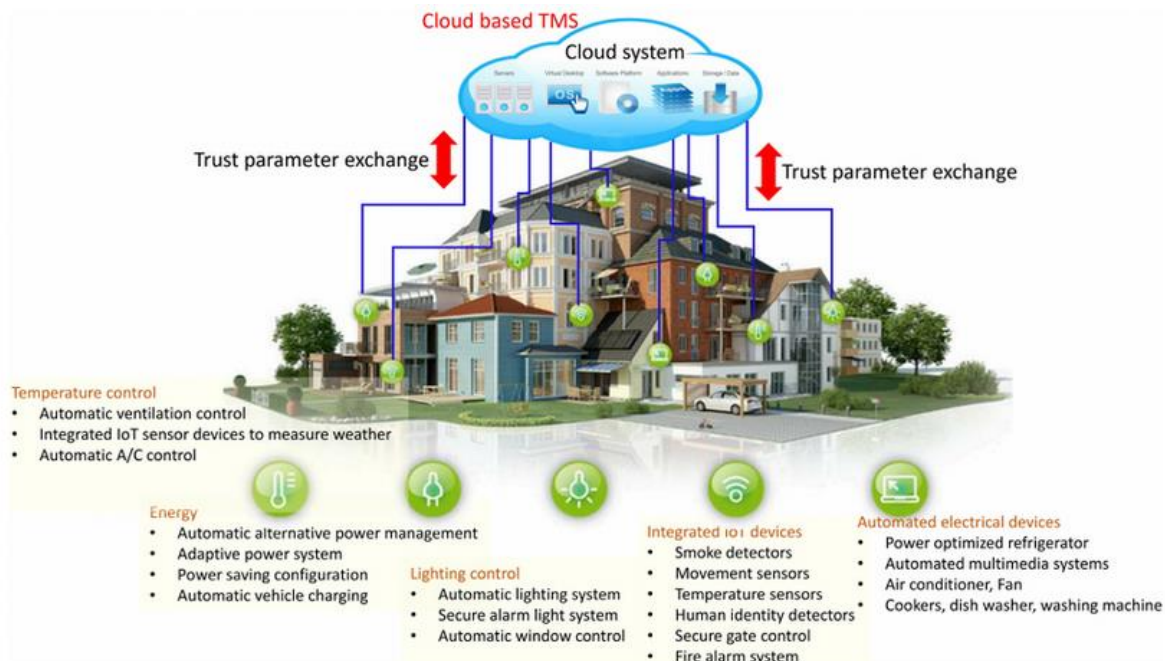 Cloud based TMS
Cloud system
Servers
Virtual Desktop
Software Platform
Applications
Storage / Data
OS
Trust parameter exchange
Trust parameter exchange
Temperature control
• Automatic ventilation control
• Integrated IoT sensor devices to measure weather
• Automatic A/C control
Energy
• Automatic alternative power management
• Adaptive power system
• Power saving configuration
• Automatic vehicle charging
Lighting control
• Automatic lighting system
• Secure alarm light system
• Automatic window control
Integrated IoT devices
• Smoke detectors
• Movement sensors
• Temperature sensors
• Human identity detectors
• Secure gate control
• Fire alarm system
Automated electrical devices
• Power optimized refrigerator
• Automated multimedia systems
• Air conditioner, Fan
• Cookers, dish washer, washing machine